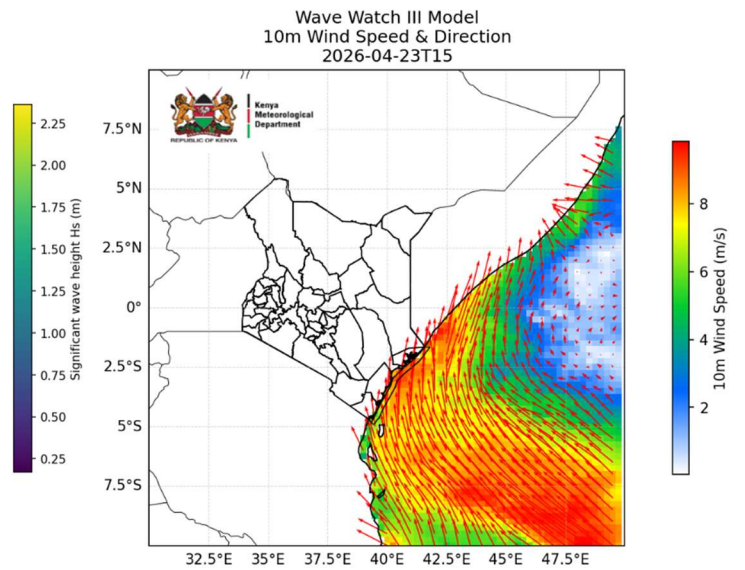 Wave Watch III Model
10m Wind Speed & Direction
2026-04-23T15
Kenya
Meteorological
Department
REPUBLIC OF KENYA
7.5°N
5°N
2.5°N
0°
2.5°S
5°S
7.5°S
32.5°E 35°E 37.5°E 40°E 42.5°E 45°E 47.5°E
2.25
2.00
1.75
1.50
1.25
1.00
0.75
0.50
0.25
Significant wave height Hs (m)
8
6
4
2
10m Wind Speed (m/s)